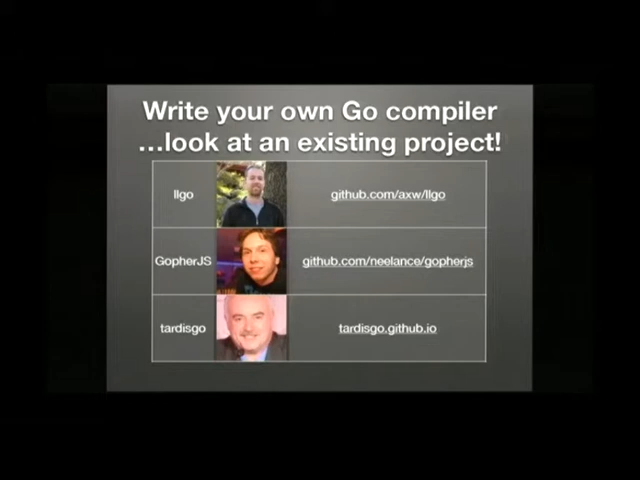 Write your own Go compiler
...look at an existing project!
llgo github.com/axw/llgo
GopherJS github.com/neelance/gopherjs
tardisgo tardisgo.github.io